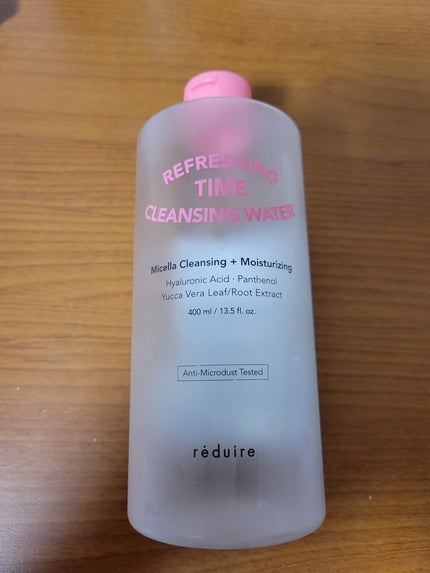 REFRESHING
TIME
CLEANSING WATER
Micella Cleansing + Moisturizing
Hyaluronic Acid · Panthenol
Yucca Vera Leaf/Root Extract
400 ml / 13.5 fl. oz.
Anti-Microdust Tested
réduire